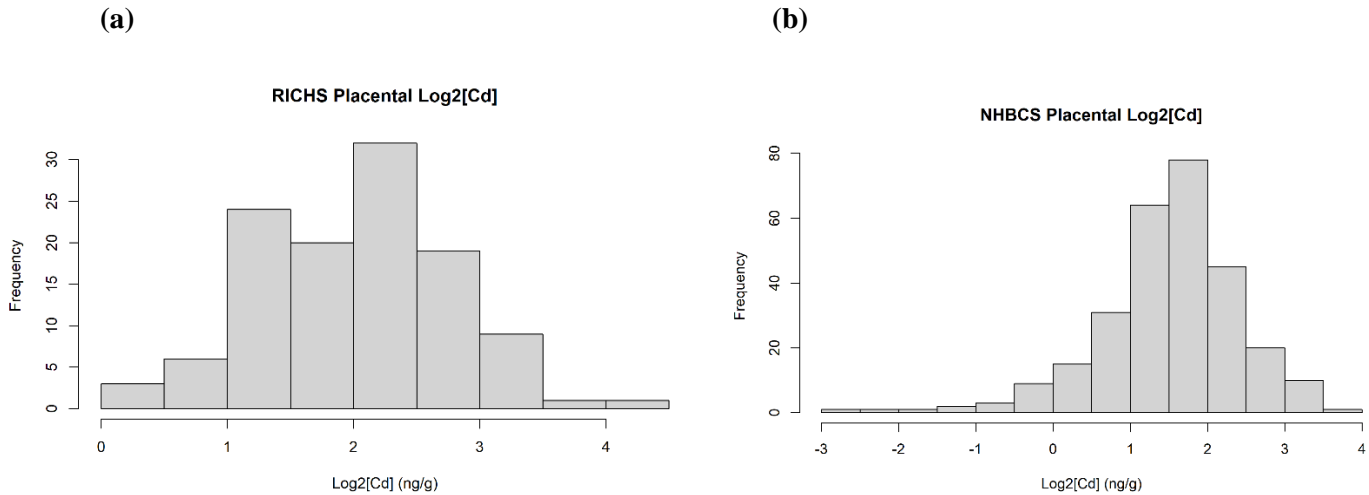 (a)
RICHS Placental Log2[Cd]
Frequency
0
5
10
15
20
25
30
0 1 2 3 4
Log2[Cd] (ng/g)
(b)
NHBCS Placental Log2[Cd]
Frequency
0
20
40
60
80
-3 -2 -1 0 1 2 3 4
Log2[Cd] (ng/g)